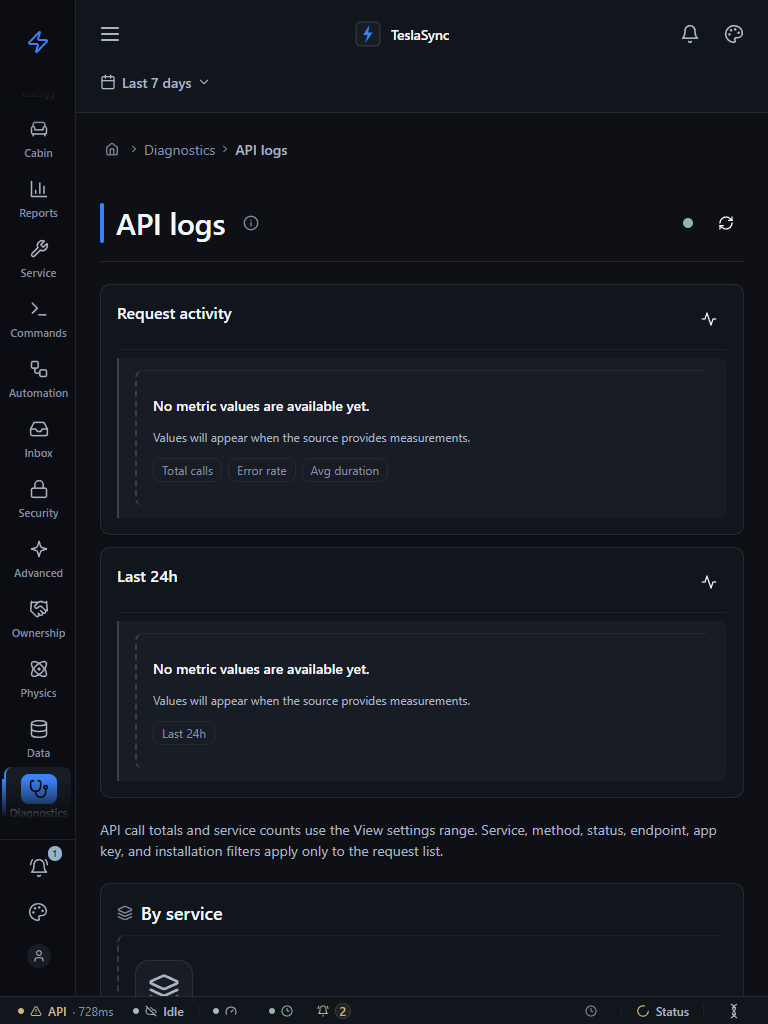 TeslaSync
Last 7 days
Energy
Cabin
Reports
Service
Commands
Automation
Inbox
Security
Advanced
Ownership
Physics
Data
Diagnostics
1
Diagnostics > API logs
API logs
Request activity
No metric values are available yet.
Values will appear when the source provides measurements.
Total calls Error rate Avg duration
Last 24h
No metric values are available yet.
Values will appear when the source provides measurements.
Last 24h
API call totals and service counts use the View settings range. Service, method, status, endpoint, app
key, and installation filters apply only to the request list.
By service
API · 728ms Idle 2 Status